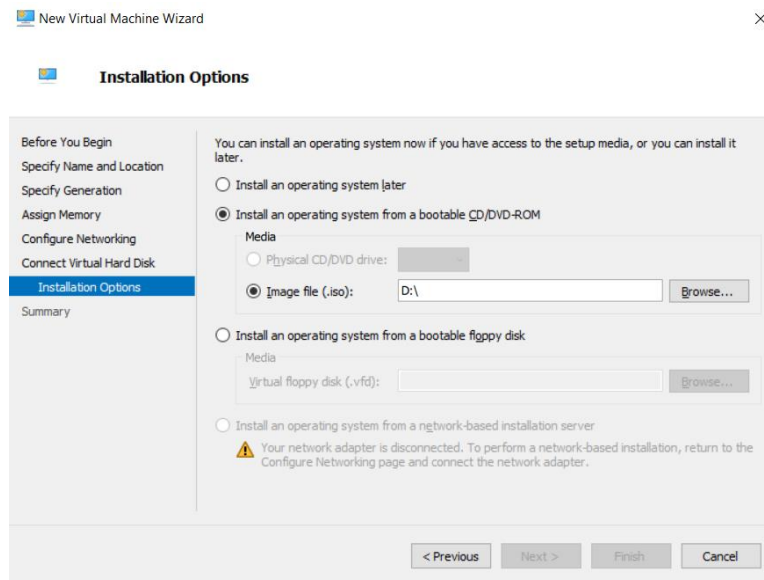 New Virtual Machine Wizard
Installation Options
Before You Begin
Specify Name and Location
Specify Generation
Assign Memory
Configure Networking
Connect Virtual Hard Disk
Installation Options
Summary
You can install an operating system now if you have access to the setup media, or you can install it
later.
Install an operating system later
Install an operating system from a bootable CD/DVD-ROM
Media
Physical CD/DVD drive:
Image file (.iso):
D:\
Browse...
Install an operating system from a bootable floppy disk
Media
Virtual floppy disk (.vfd):
Browse...
Install an operating system from a network-based installation server
Your network adapter is disconnected. To perform a network-based installation, return to the
Configure Networking page and connect the network adapter.
< Previous
Next >
Finish
Cancel